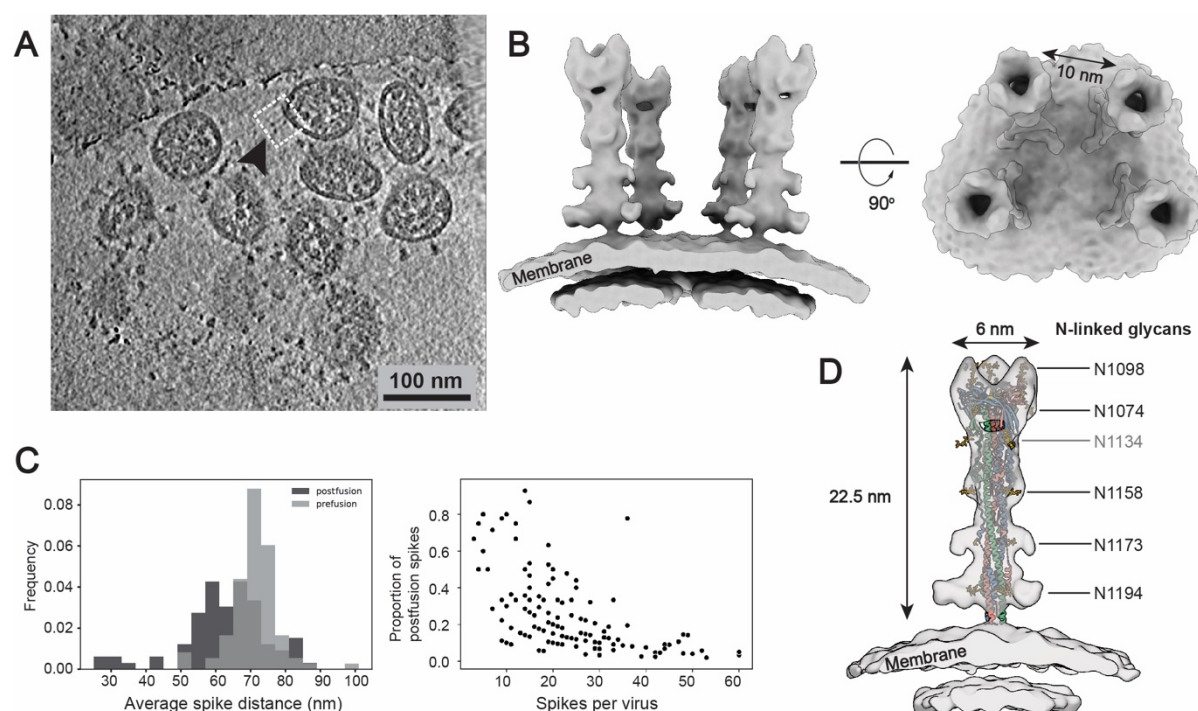 A
100 nm
B
Membrane
90°
10 nm
C
postfusion
prefusion
Frequency
0.08
0.06
0.04
0.02
0.00
30 40 50 60 70 80 90 100
Average spike distance (nm)
Proportion of
postfusion spikes
0.8
0.6
0.4
0.2
0.0
10 20 30 40 50 60
Spikes per virus
D
6 nm
N-linked glycans
22.5 nm
N1098
N1074
N1134
N1158
N1173
N1194
Membrane